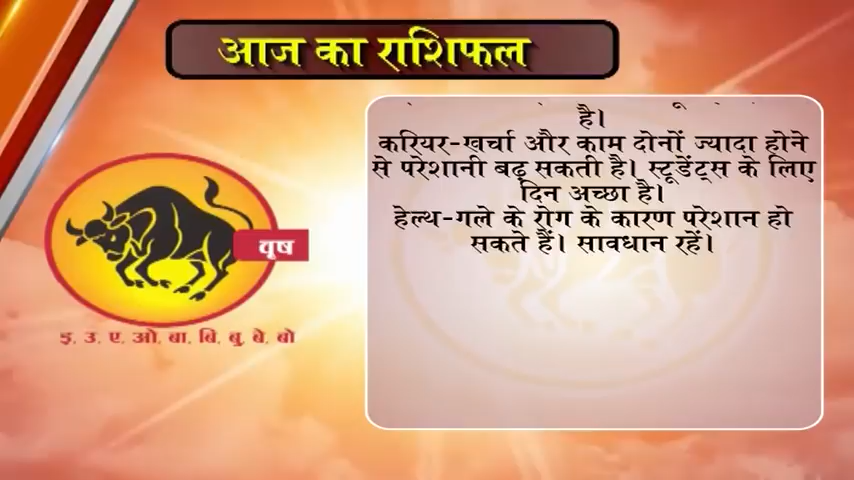 आज का राशिफल
है।
करियर-खर्चा और काम दोनों ज्यादा होने
से परेशानी बढ़ सकती है। स्टूडेंट्स के लिए
दिन अच्छा है।
हेल्थ-गले के रोग के कारण परेशान हो
सकते हैं। सावधान रहें।
वृष
इ. उ. ए. ओ. बा. बि. बु. बे. बो